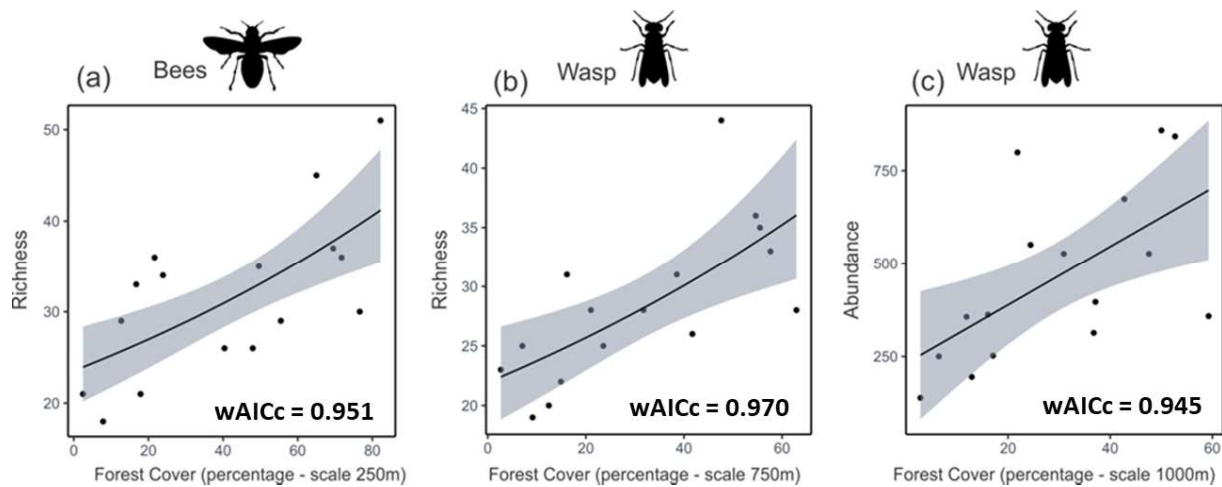 (a) Bees
(b) Wasp
(c) Wasp
Richness
50
40
30
20
wAICc = 0.951
0 20 40 60 80
Forest Cover (percentage - scale 250m)
Richness
45
40
35
30
25
20
wAICc = 0.970
0 20 40 60
Forest Cover (percentage - scale 750m)
Abundance
750
500
250
wAICc = 0.945
20 40 60
Forest Cover (percentage - scale 1000m)